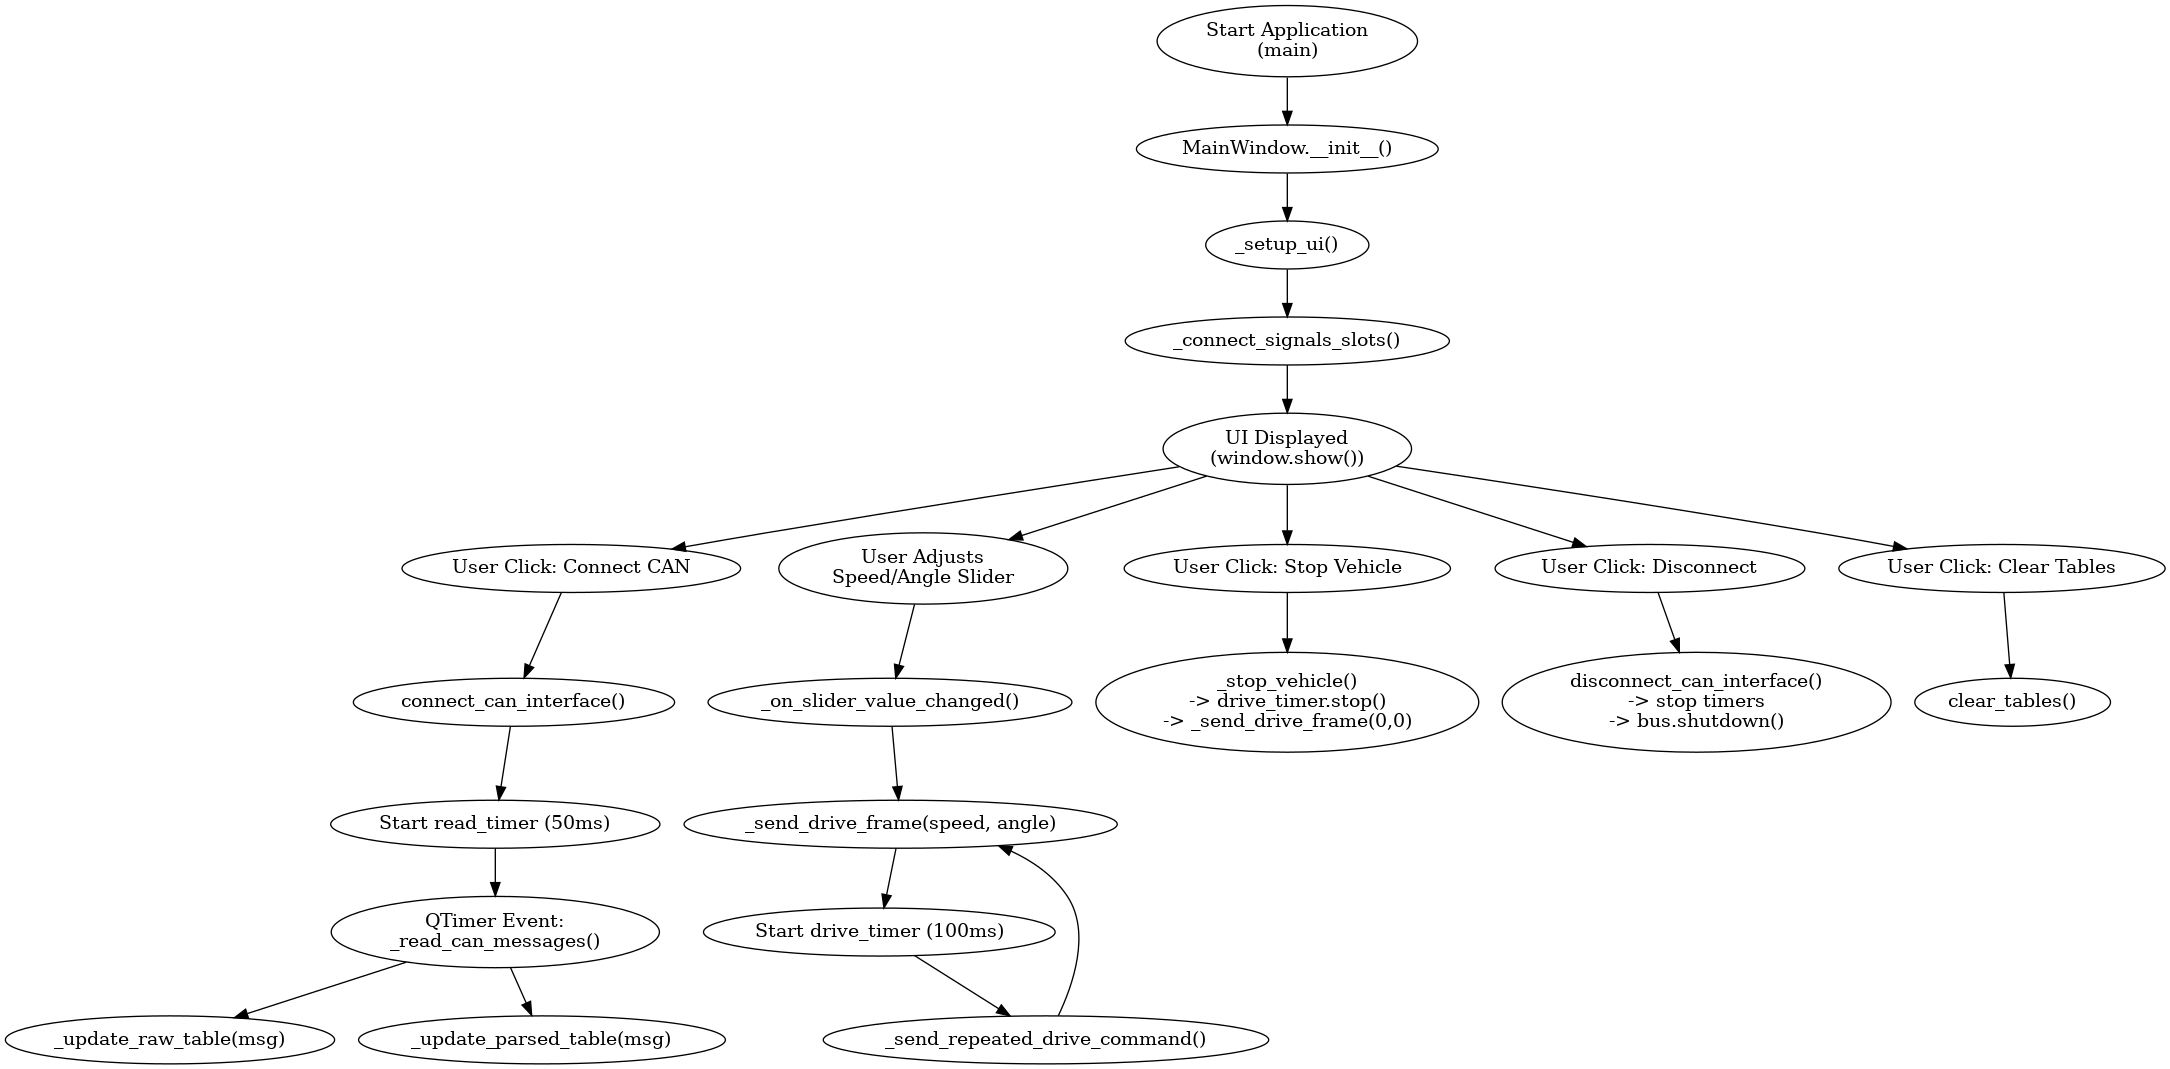 Start Application
(main)
MainWindow.__init__()
_setup_ui()
_connect_signals_slots()
UI Displayed
(window.show())
User Click: Connect CAN
User Adjusts
Speed/Angle Slider
User Click: Stop Vehicle
User Click: Disconnect
User Click: Clear Tables
connect_can_interface()
_on_slider_value_changed()
_stop_vehicle()
-> drive_timer.stop()
-> _send_drive_frame(0,0)
disconnect_can_interface()
-> stop timers
-> bus.shutdown()
clear_tables()
Start read_timer (50ms)
_send_drive_frame(speed, angle)
QTimer Event:
_read_can_messages()
Start drive_timer (100ms)
_update_raw_table(msg)
_update_parsed_table(msg)
_send_repeated_drive_command()